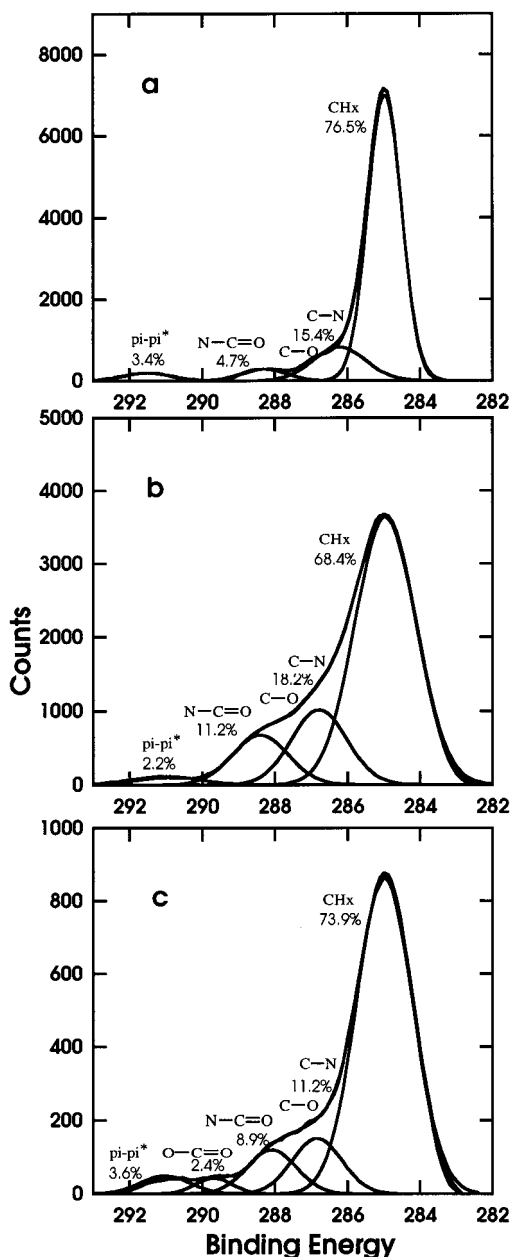 8000
a
CHx
76.5%
6000
4000
2000
C–N
pi-pi*
N–C=O
15.4%
3.4%
4.7%
C–O
0
292 290 288 286 284 282
5000
b
4000
CHx
68.4%
3000
Counts
2000
C–N
18.2%
N–C=O
C–O
1000
11.2%
pi-pi*
2.2%
0
292 290 288 286 284 282
1000
c
CHx
800
73.9%
600
400
C–N
11.2%
N–C=O
C–O
200
8.9%
pi-pi*
O–C=O
3.6%
2.4%
0
292 290 288 286 284 282
Binding Energy